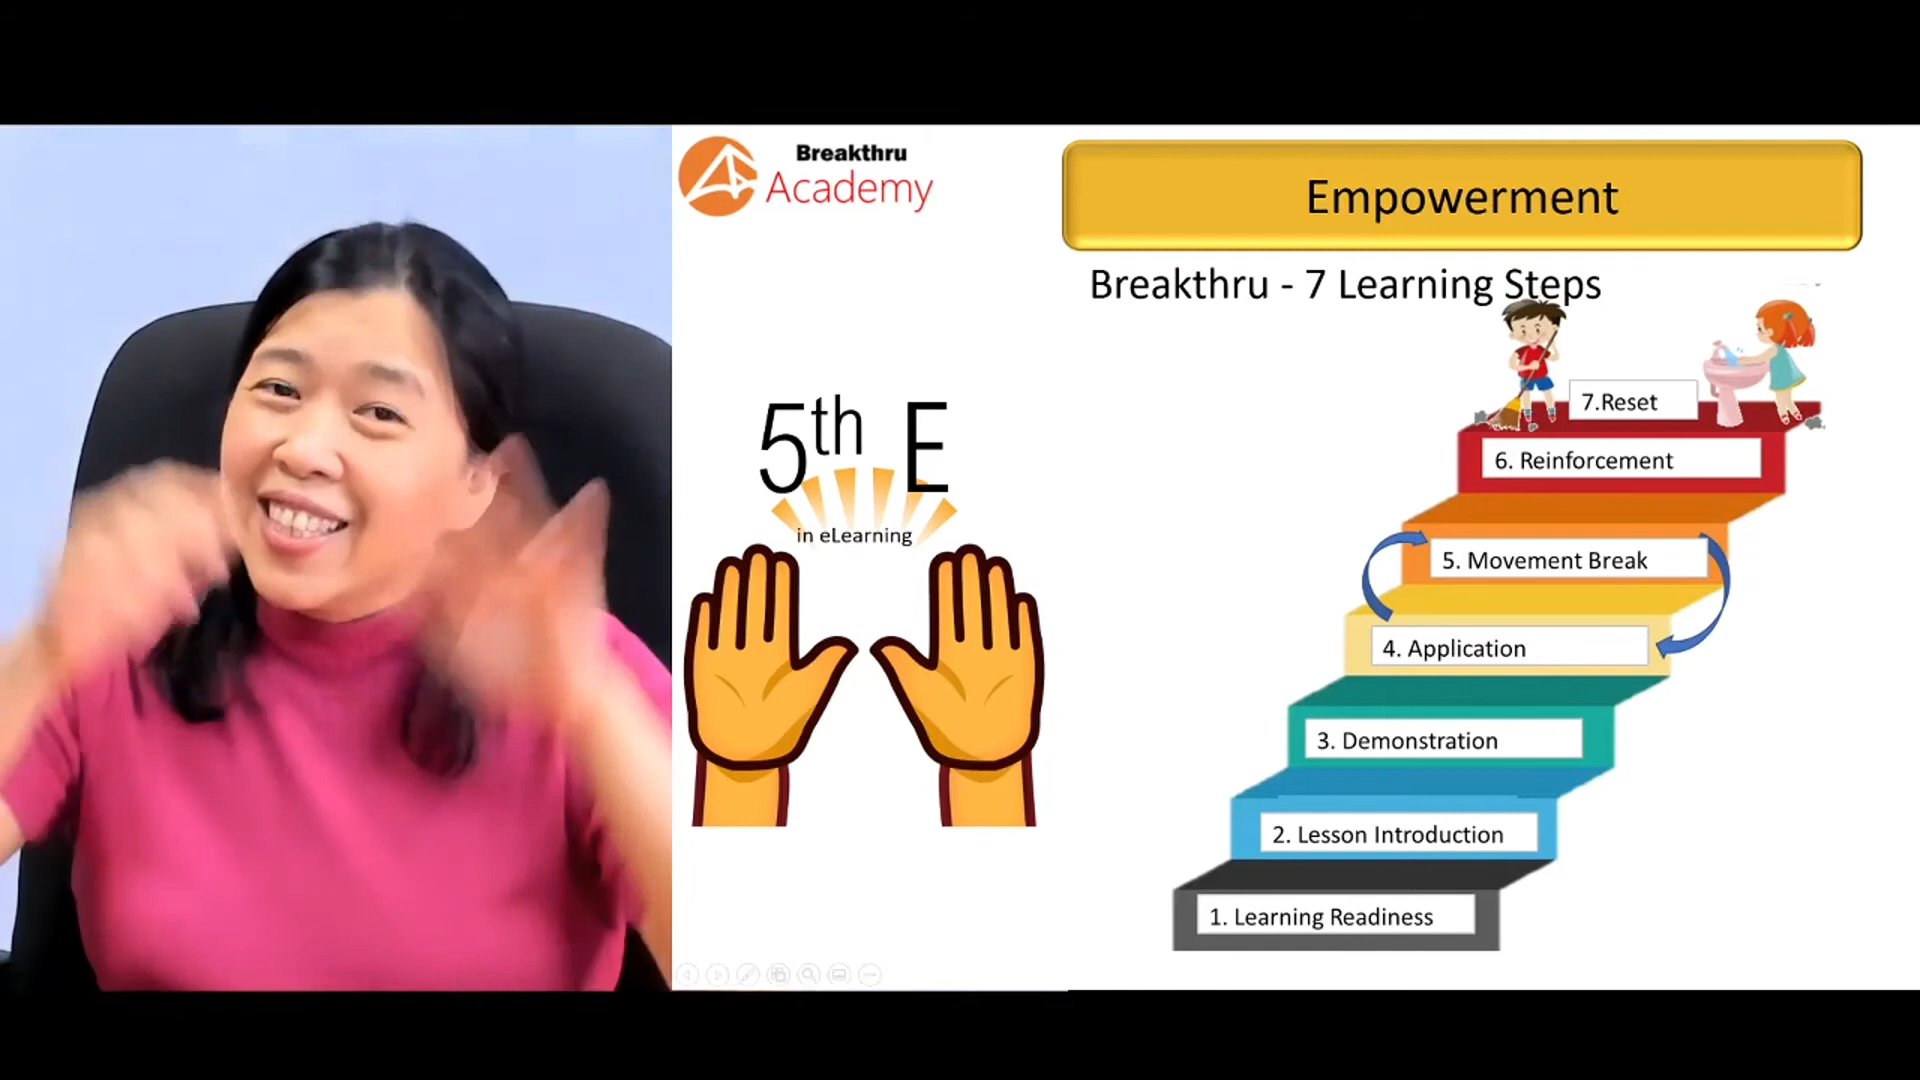 Breakthru
Academy
Empowerment
Breakthru - 7 Learning Steps
5th E
in eLearning
7.Reset
6. Reinforcement
5. Movement Break
4. Application
3. Demonstration
2. Lesson Introduction
1. Learning Readiness